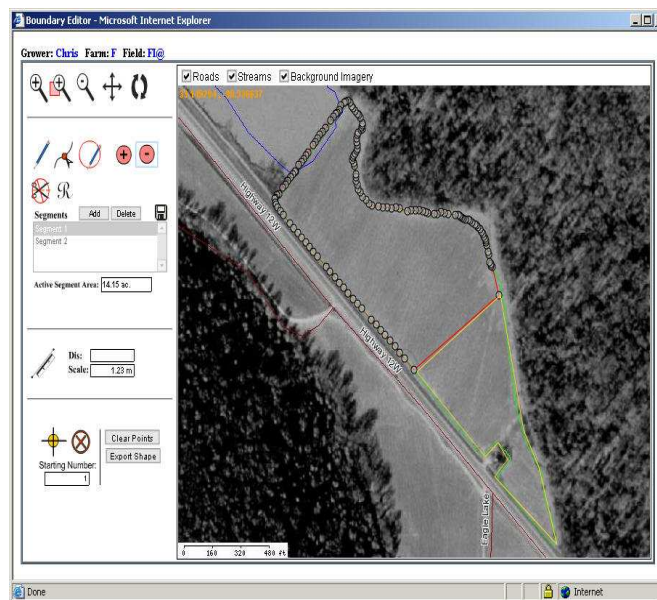 Boundary Editor - Microsoft Internet Explorer
Grower: Chris Farm: F Field: Fl@
Roads Streams Background Imagery
Segments Add Delete
Segment 1
Segment 2
Active Segment Area: 14.15 ac.
Dis:
Scale: 1.23 m
Clear Points
Export Shape
Starting Number:
1
Highway 12W
Highway 12W
Eagle Lake
0 160 320 480 ft
Done
Internet